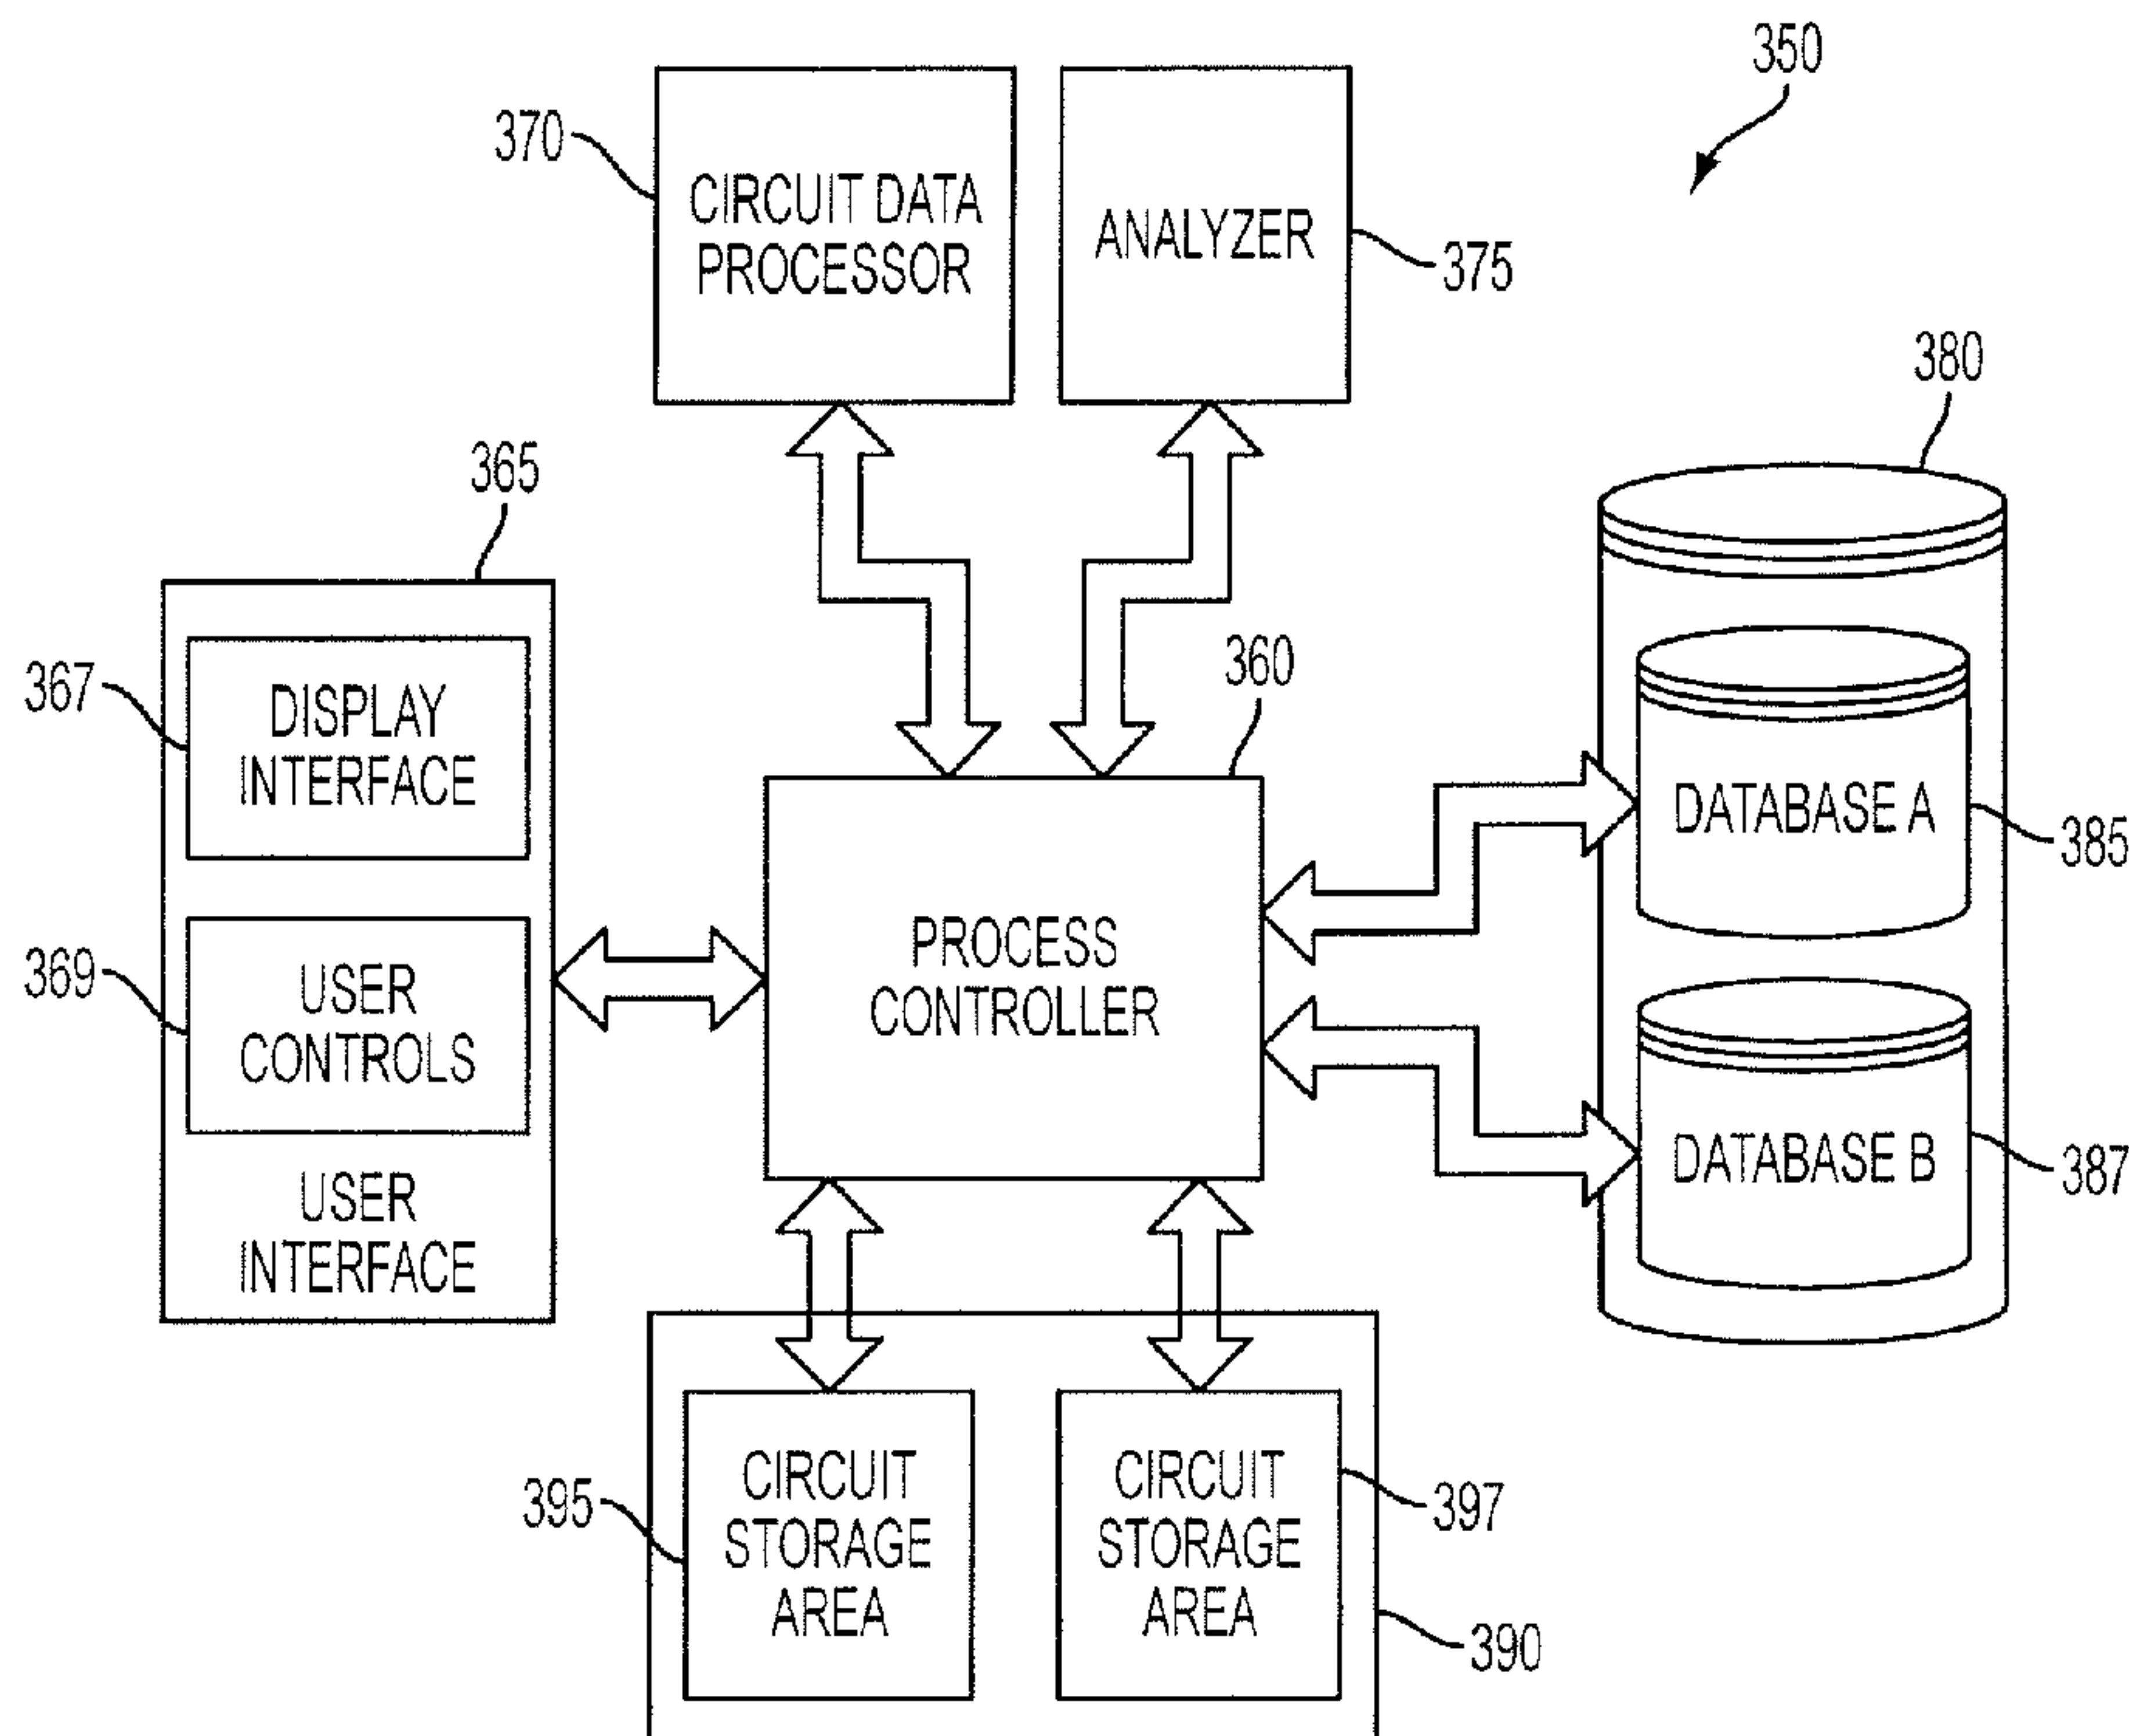 350
370
CIRCUIT DATA
PROCESSOR
ANALYZER
375
380
365
367
DISPLAY
INTERFACE
360
DATABASE A
385
369
USER
CONTROLS
PROCESS
CONTROLLER
USER
INTERFACE
DATABASE B
387
395
CIRCUIT
STORAGE
AREA
CIRCUIT
STORAGE
AREA
397
390